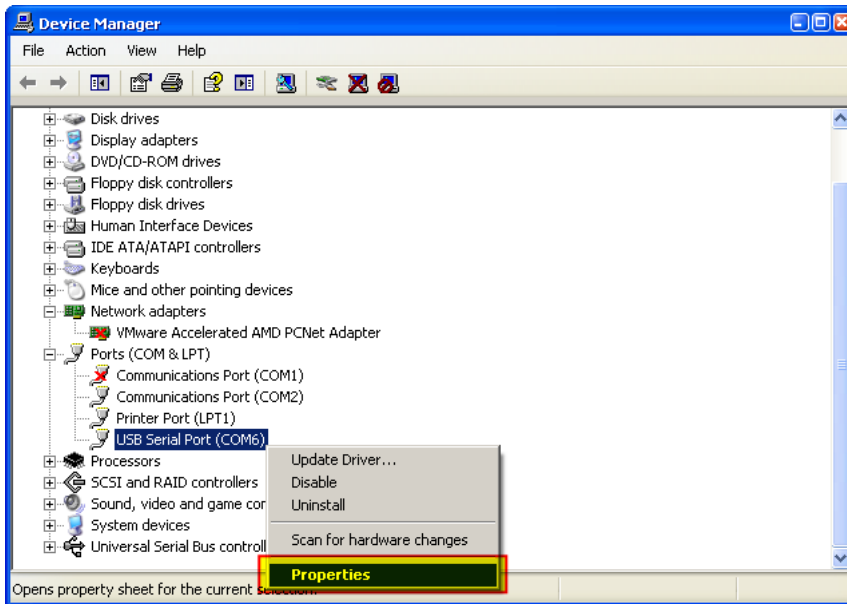 Device Manager
File Action View Help
Disk drives
Display adapters
DVD/CD-ROM drives
Floppy disk controllers
Floppy disk drives
Human Interface Devices
IDE ATA/ATAPI controllers
Keyboards
Mice and other pointing devices
Network adapters
VMware Accelerated AMD PCNet Adapter
Ports (COM & LPT)
Communications Port (COM1)
Communications Port (COM2)
Printer Port (LPT1)
USB Serial Port (COM6)
Processors
SCSI and RAID controllers
Sound, video and game con
System devices
Universal Serial Bus controll
Update Driver...
Disable
Uninstall
Scan for hardware changes
Properties
Opens property sheet for the current selection.